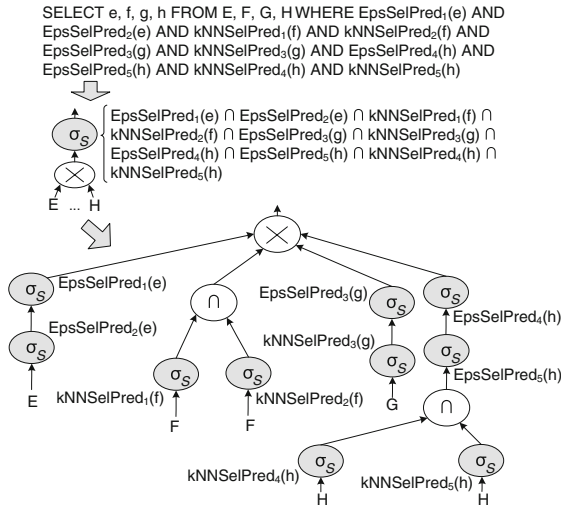 SELECT e, f, g, h FROM E, F, G, H WHERE EpsSelPred₁(e) AND
EpsSelPred₂(e) AND kNNSelPred₁(f) AND kNNSelPred₂(f) AND
EpsSelPred₃(g) AND kNNSelPred₃(g) AND EpsSelPred₄(h) AND
EpsSelPred₅(h) AND kNNSelPred₄(h) AND kNNSelPred₅(h)
EpsSelPred₁(e) ∩ EpsSelPred₂(e) ∩ kNNSelPred₁(f) ∩
σS kNNSelPred₂(f) ∩ EpsSelPred₃(g) ∩ kNNSelPred₃(g) ∩
EpsSelPred₄(h) ∩ EpsSelPred₅(h) ∩ kNNSelPred₄(h) ∩
× kNNSelPred₅(h)
E ... H
×
σS EpsSelPred₁(e)
∩
EpsSelPred₃(g) σS
σS EpsSelPred₄(h)
σS EpsSelPred₂(e)
kNNSelPred₃(g) σS
σS EpsSelPred₅(h)
kNNSelPred₁(f) σS
σS kNNSelPred₂(f)
E
F
F
G
∩
kNNSelPred₄(h) σS
kNNSelPred₅(h) σS
H
H